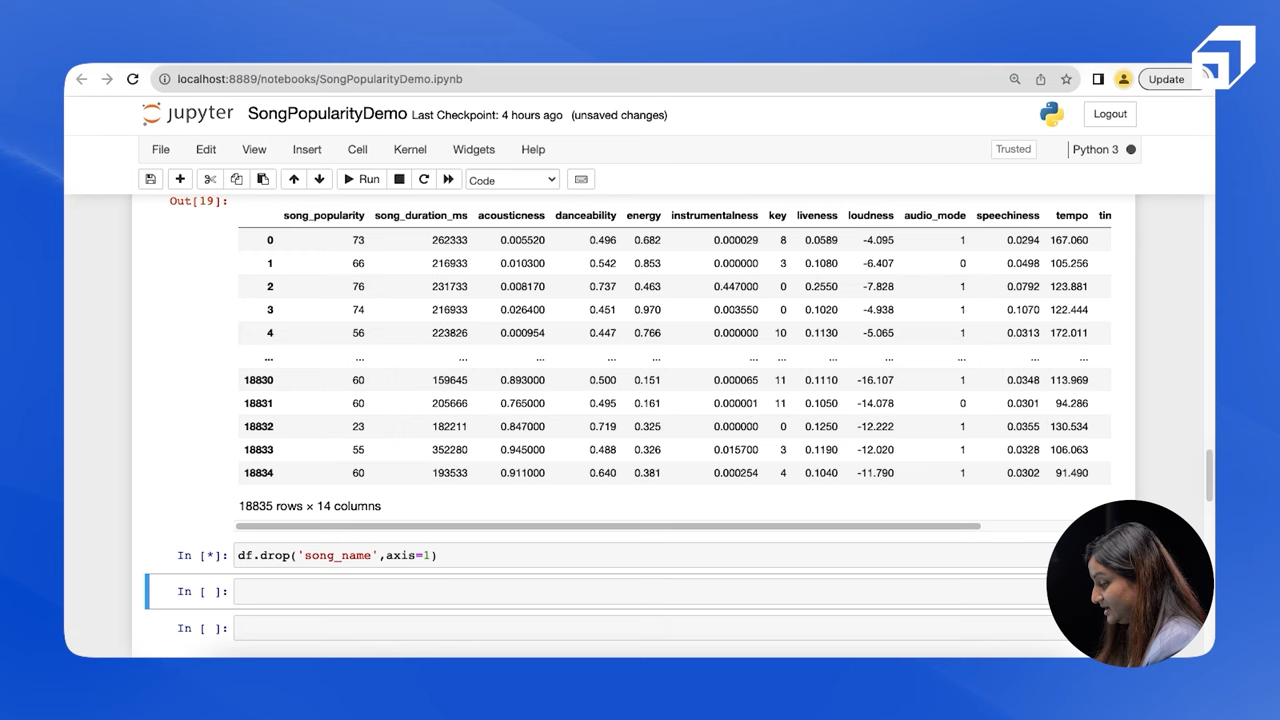 localhost:8889/notebooks/SongPopularityDemo.ipynb
Update
jupyter SongPopularityDemo Last Checkpoint: 4 hours ago (unsaved changes)
Logout
File Edit View Insert Cell Kernel Widgets Help
Trusted
Python 3
Run
Code
Out[19]:
song_popularity song_duration_ms acousticness danceability energy instrumentalness key liveness loudness audio_mode speechiness tempo tin
0 73 262333 0.005520 0.496 0.682 0.000029 8 0.0589 -4.095 1 0.0294 167.060
1 66 216933 0.010300 0.542 0.853 0.000000 3 0.1080 -6.407 0 0.0498 105.256
2 76 231733 0.008170 0.737 0.463 0.447000 0 0.2550 -7.828 1 0.0792 123.881
3 74 216933 0.026400 0.451 0.970 0.003550 0 0.1020 -4.938 1 0.1070 122.444
4 56 223826 0.000954 0.447 0.766 0.000000 10 0.1130 -5.065 1 0.0313 172.011
... ... ... ... ... ... ... ... ... ... ... ... ...
18830 60 159645 0.893000 0.500 0.151 0.000065 11 0.1110 -16.107 1 0.0348 113.969
18831 60 205666 0.765000 0.495 0.161 0.000001 11 0.1050 -14.078 0 0.0301 94.286
18832 23 182211 0.847000 0.719 0.325 0.000000 0 0.1250 -12.222 1 0.0355 130.534
18833 55 352280 0.945000 0.488 0.326 0.015700 3 0.1190 -12.020 1 0.0328 106.063
18834 60 193533 0.911000 0.640 0.381 0.000254 4 0.1040 -11.790 1 0.0302 91.490
18835 rows × 14 columns
In [*]: df.drop('song_name',axis=1)
In [ ]:
In [ ]: